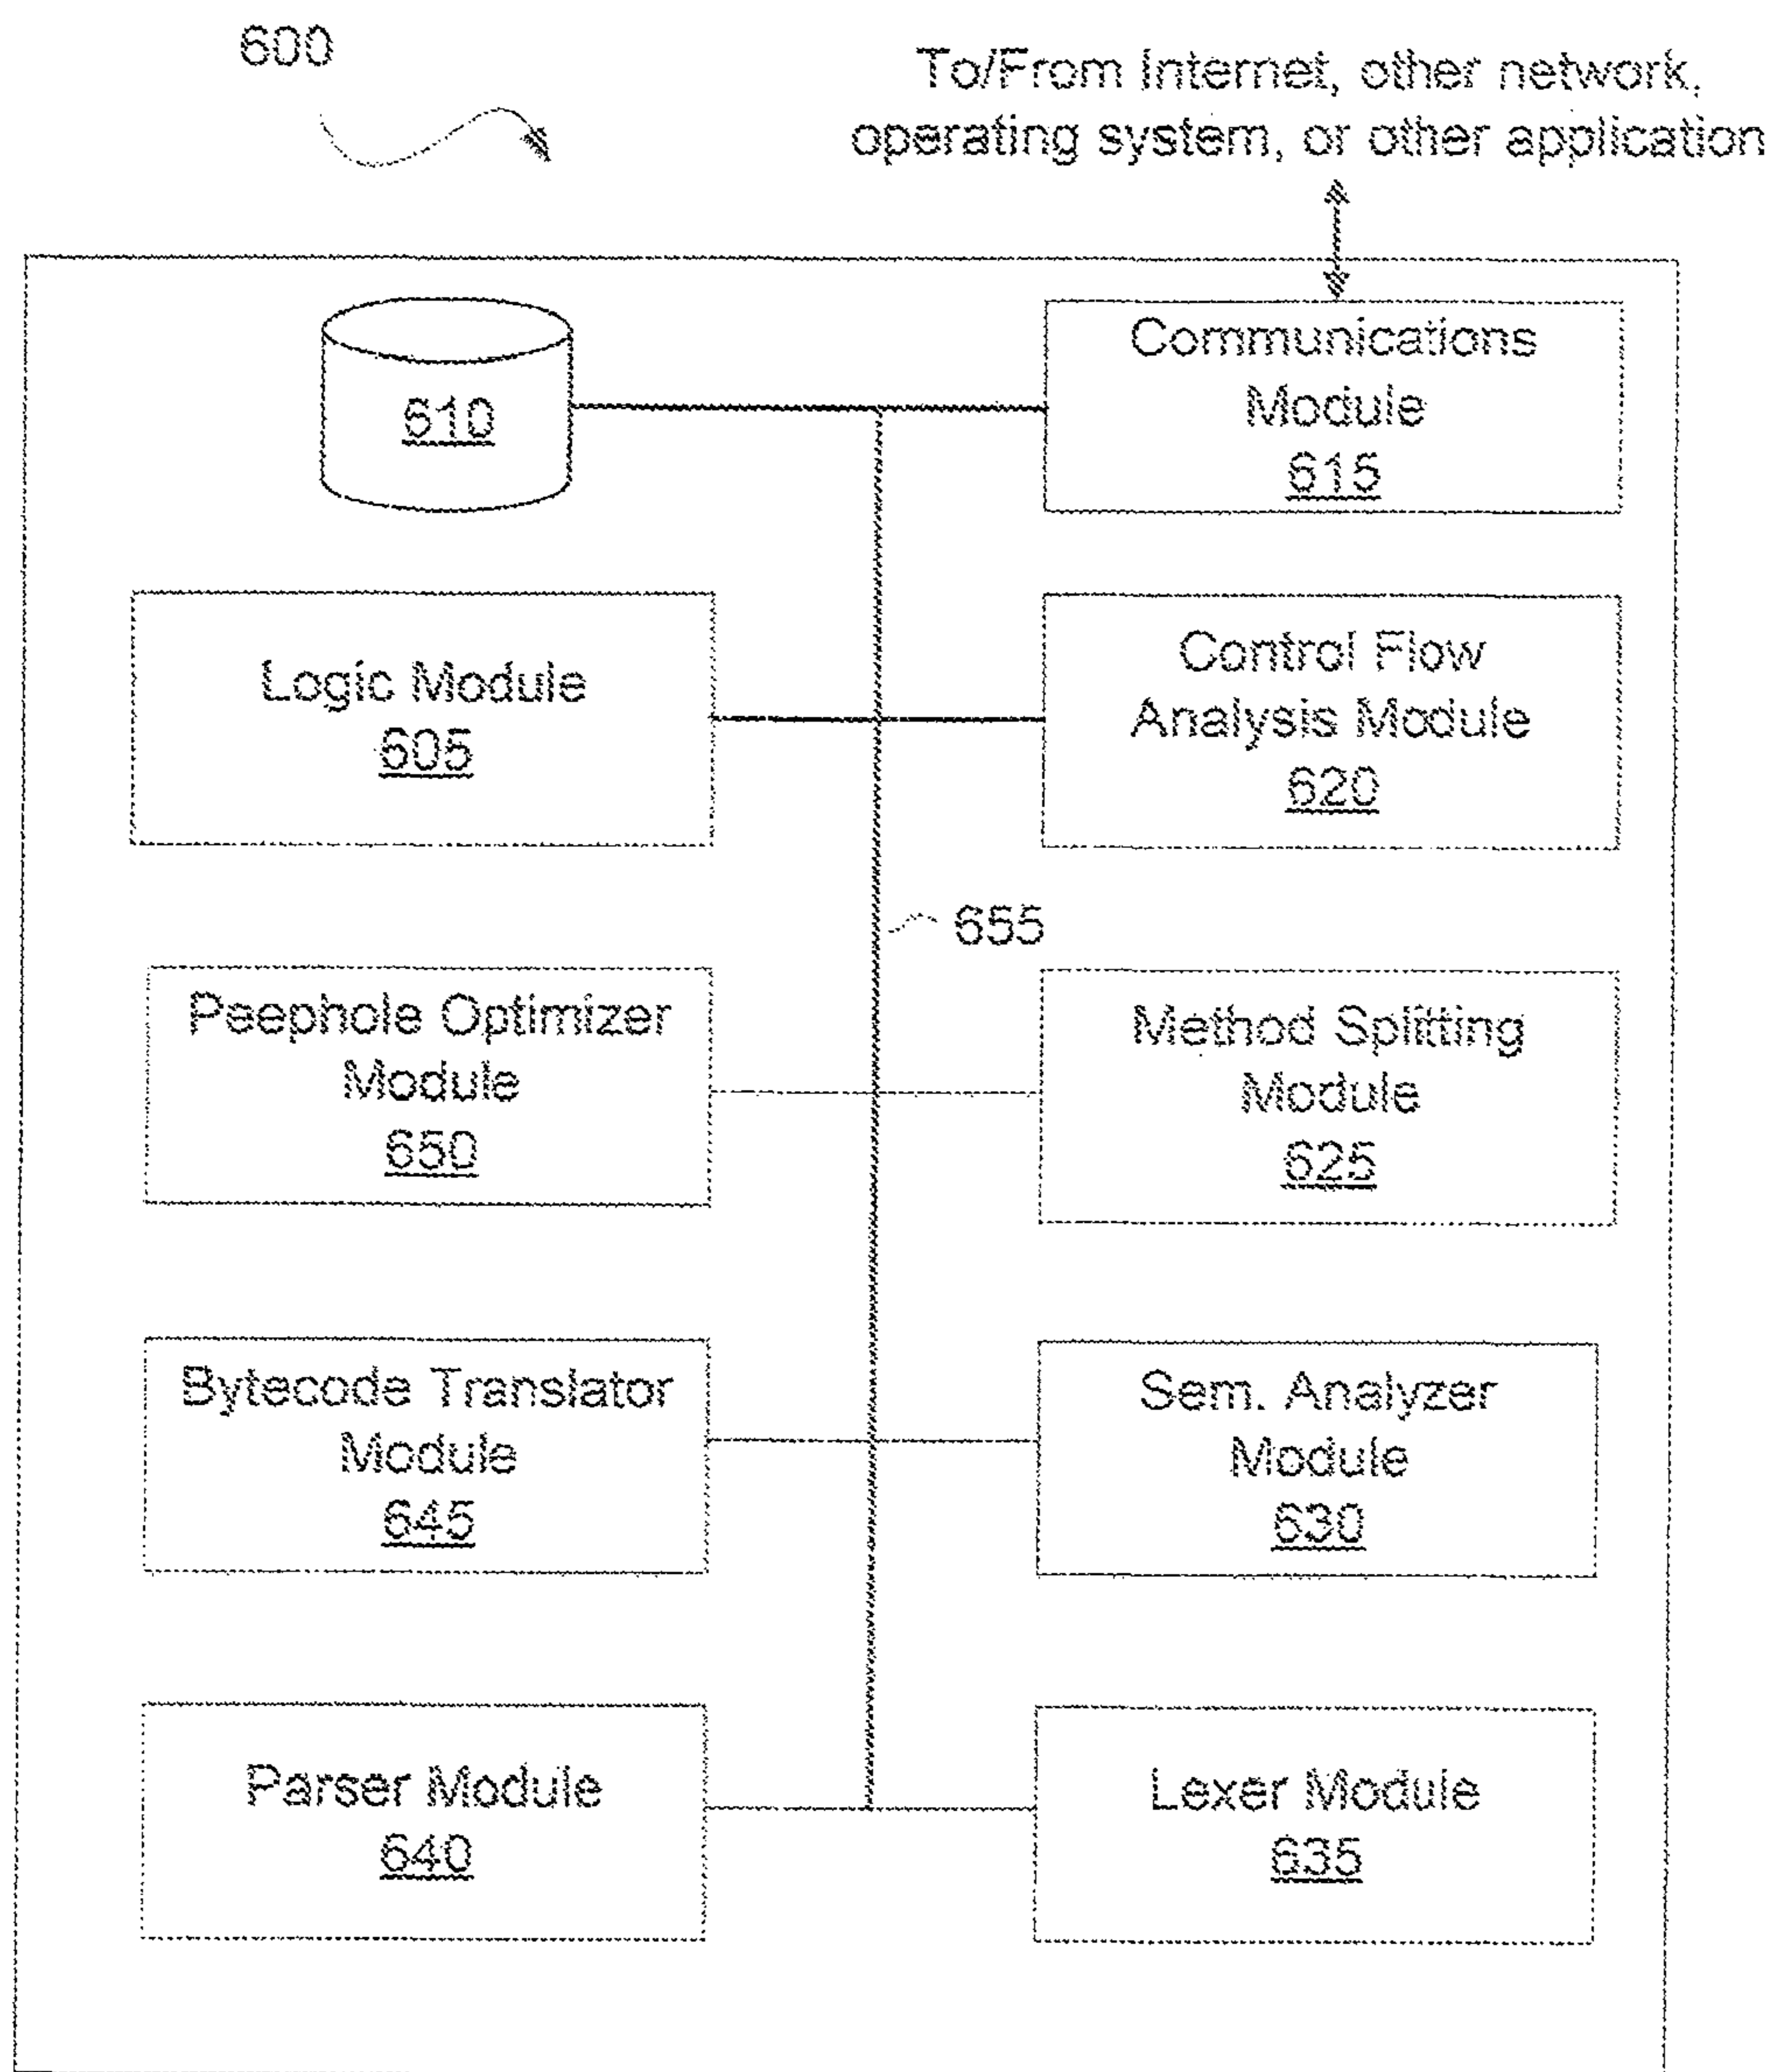 600
To/From Internet, other network,
operating system, or other application
610
Communications
Module
615
Logic Module
605
Control Flow
Analysis Module
620
655
Peephole Optimizer
Module
650
Method Splitting
Module
625
Bytecode Translator
Module
645
Sem. Analyzer
Module
630
Parser Module
640
Lexer Module
635